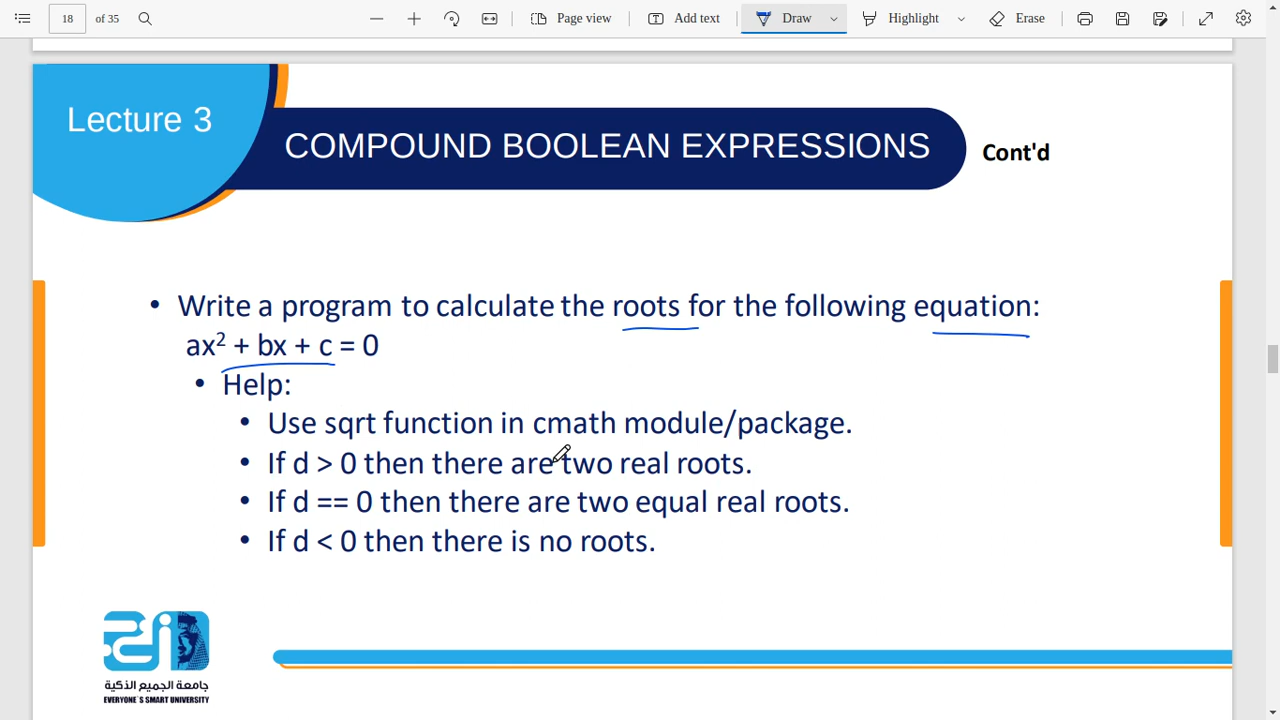 18 of 35 Page view Add text Draw Highlight Erase
Lecture 3
COMPOUND BOOLEAN EXPRESSIONS Cont'd
• Write a program to calculate the roots for the following equation:
ax² + bx + c = 0
• Help:
• Use sqrt function in cmath module/package.
• If d > 0 then there are two real roots.
• If d == 0 then there are two equal real roots.
• If d < 0 then there is no roots.
جامعة الجميع الذكية
EVERYONE`S SMART UNIVERSITY